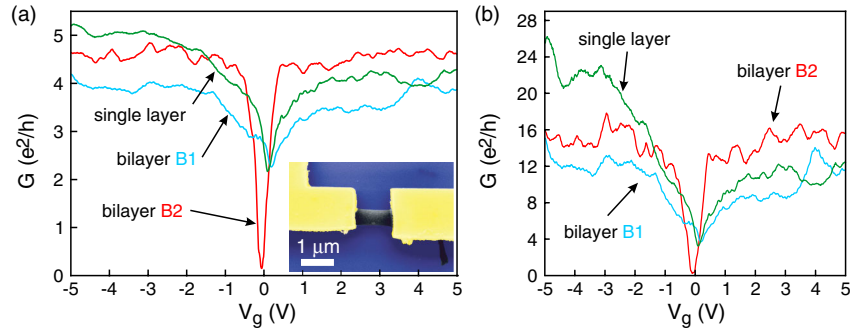 (a)
G (e²/h)
5
4
3
2
1
0
single layer
bilayer B1
bilayer B2
1 μm
-5 -4 -3 -2 -1 0 1 2 3 4 5
Vg (V)
(b)
G (e²/h)
28
24
20
16
12
8
4
0
single layer
bilayer B2
bilayer B1
-5 -4 -3 -2 -1 0 1 2 3 4 5
Vg (V)